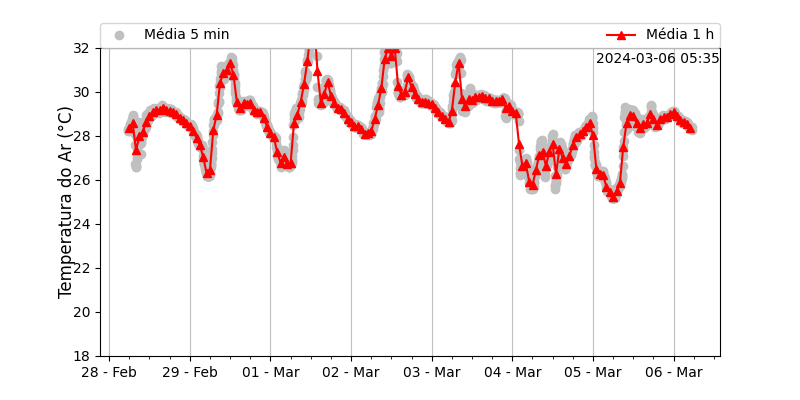 Média 5 min
Média 1 h
2024-03-06 05:35
Temperatura do Ar (°C)
32
30
28
26
24
22
20
18
28 - Feb
29 - Feb
01 - Mar
02 - Mar
03 - Mar
04 - Mar
05 - Mar
06 - Mar